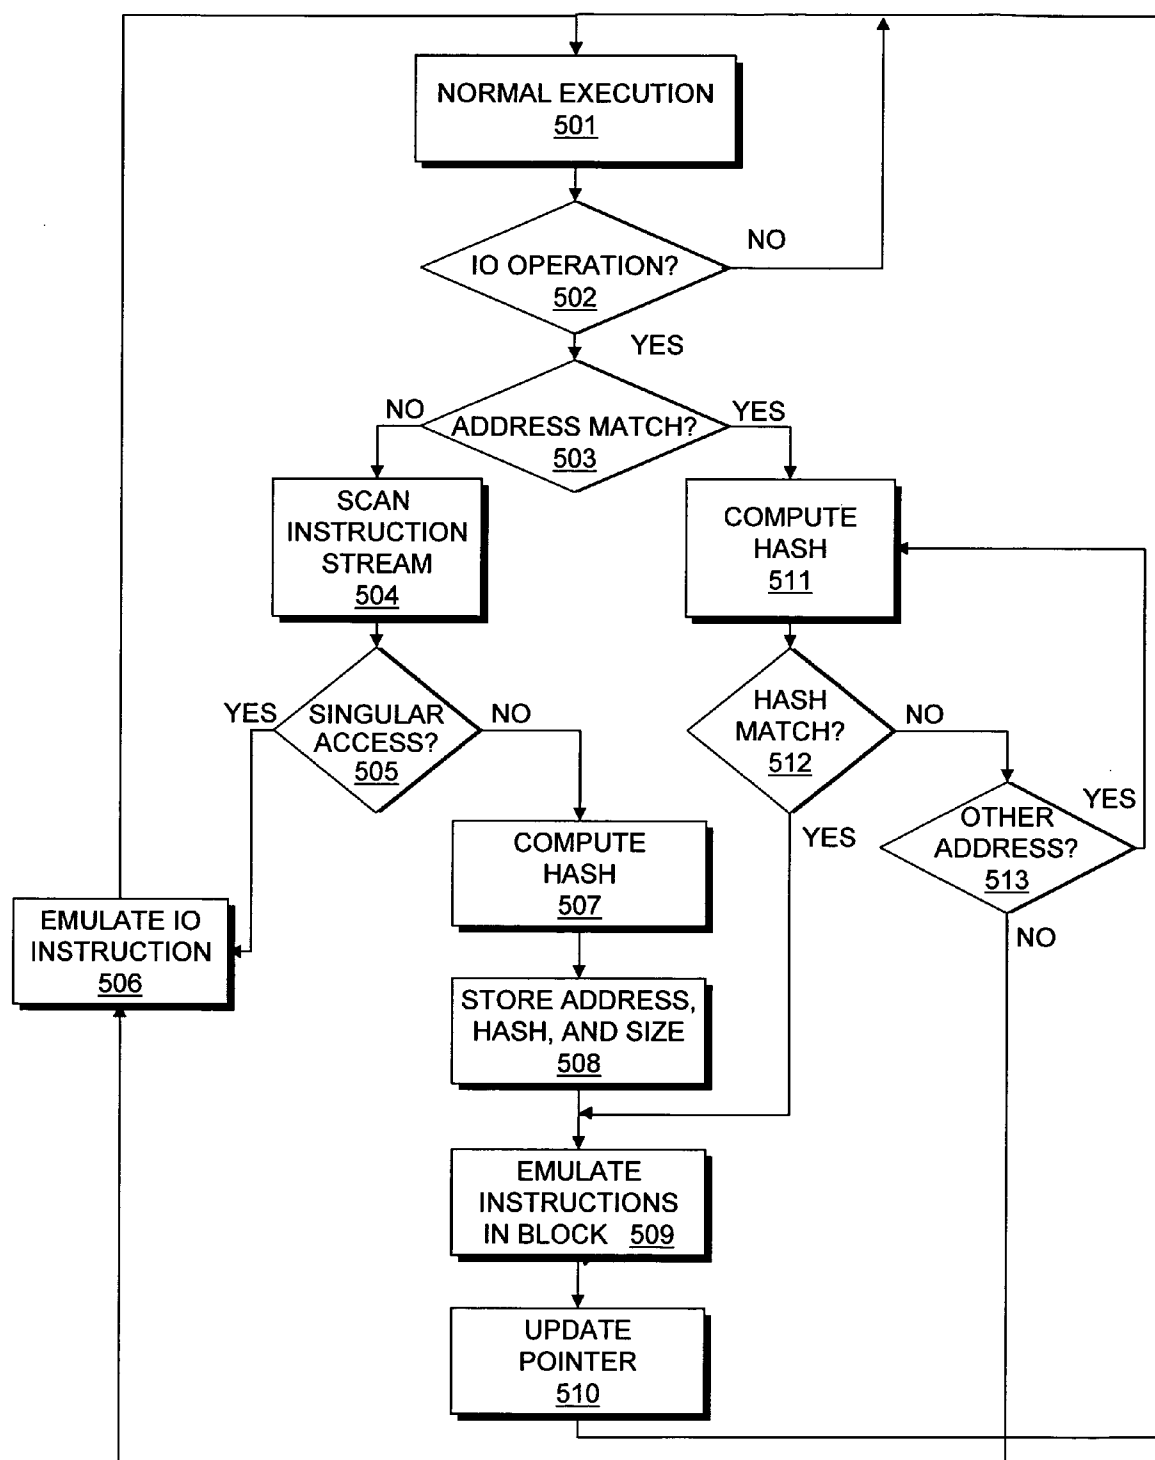 NORMAL EXECUTION
501
NO
IO OPERATION?
502
YES
NO
YES
ADDRESS MATCH?
503
SCAN
INSTRUCTION
STREAM
504
COMPUTE
HASH
511
YES
SINGULAR
ACCESS?
505
NO
HASH
MATCH?
512
NO
YES
OTHER
ADDRESS?
513
YES
NO
COMPUTE
HASH
507
EMULATE IO
INSTRUCTION
506
STORE ADDRESS,
HASH, AND SIZE
508
EMULATE
INSTRUCTIONS
IN BLOCK 509
UPDATE
POINTER
510